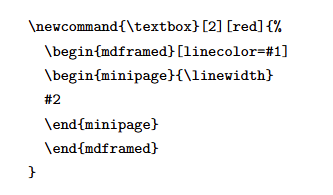 \newcommand{\textbox}[2][red]{%
\begin{mdframed}[linecolor=#1]
\begin{minipage}{\linewidth}
#2
\end{minipage}
\end{mdframed}
}